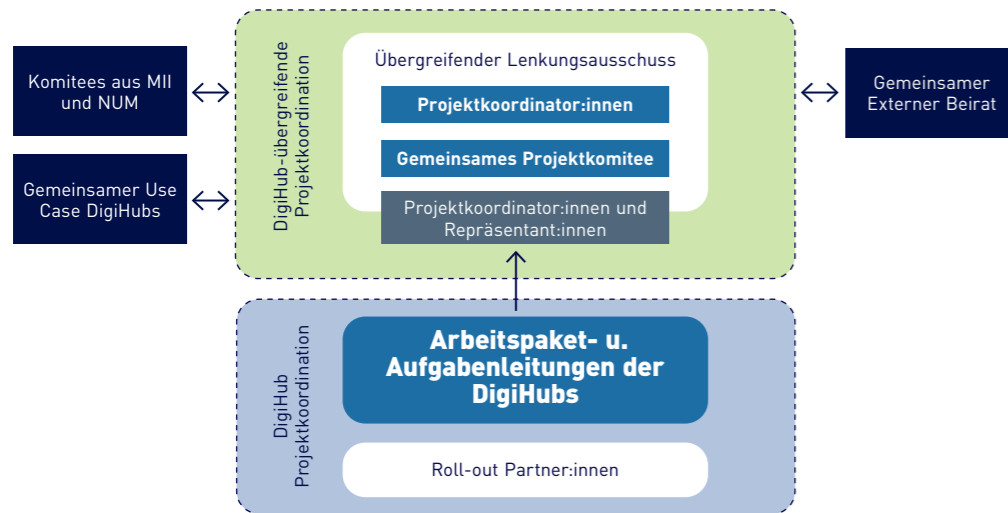 Komitees aus MII
und NUM
Gemeinsamer Use
Case DigiHubs
DigiHub-übergreifende
Projektkoordination
Übergreifender Lenkungsausschuss
Projektkoordinator:innen
Gemeinsames Projektkomitee
Projektkoordinator:innen und
Repräsentant:innen
Gemeinsamer
Externer Beirat
DigiHub
Projektkoordination
Arbeitspaket- u.
Aufgabenleitungen der
DigiHubs
Roll-out Partner:innen